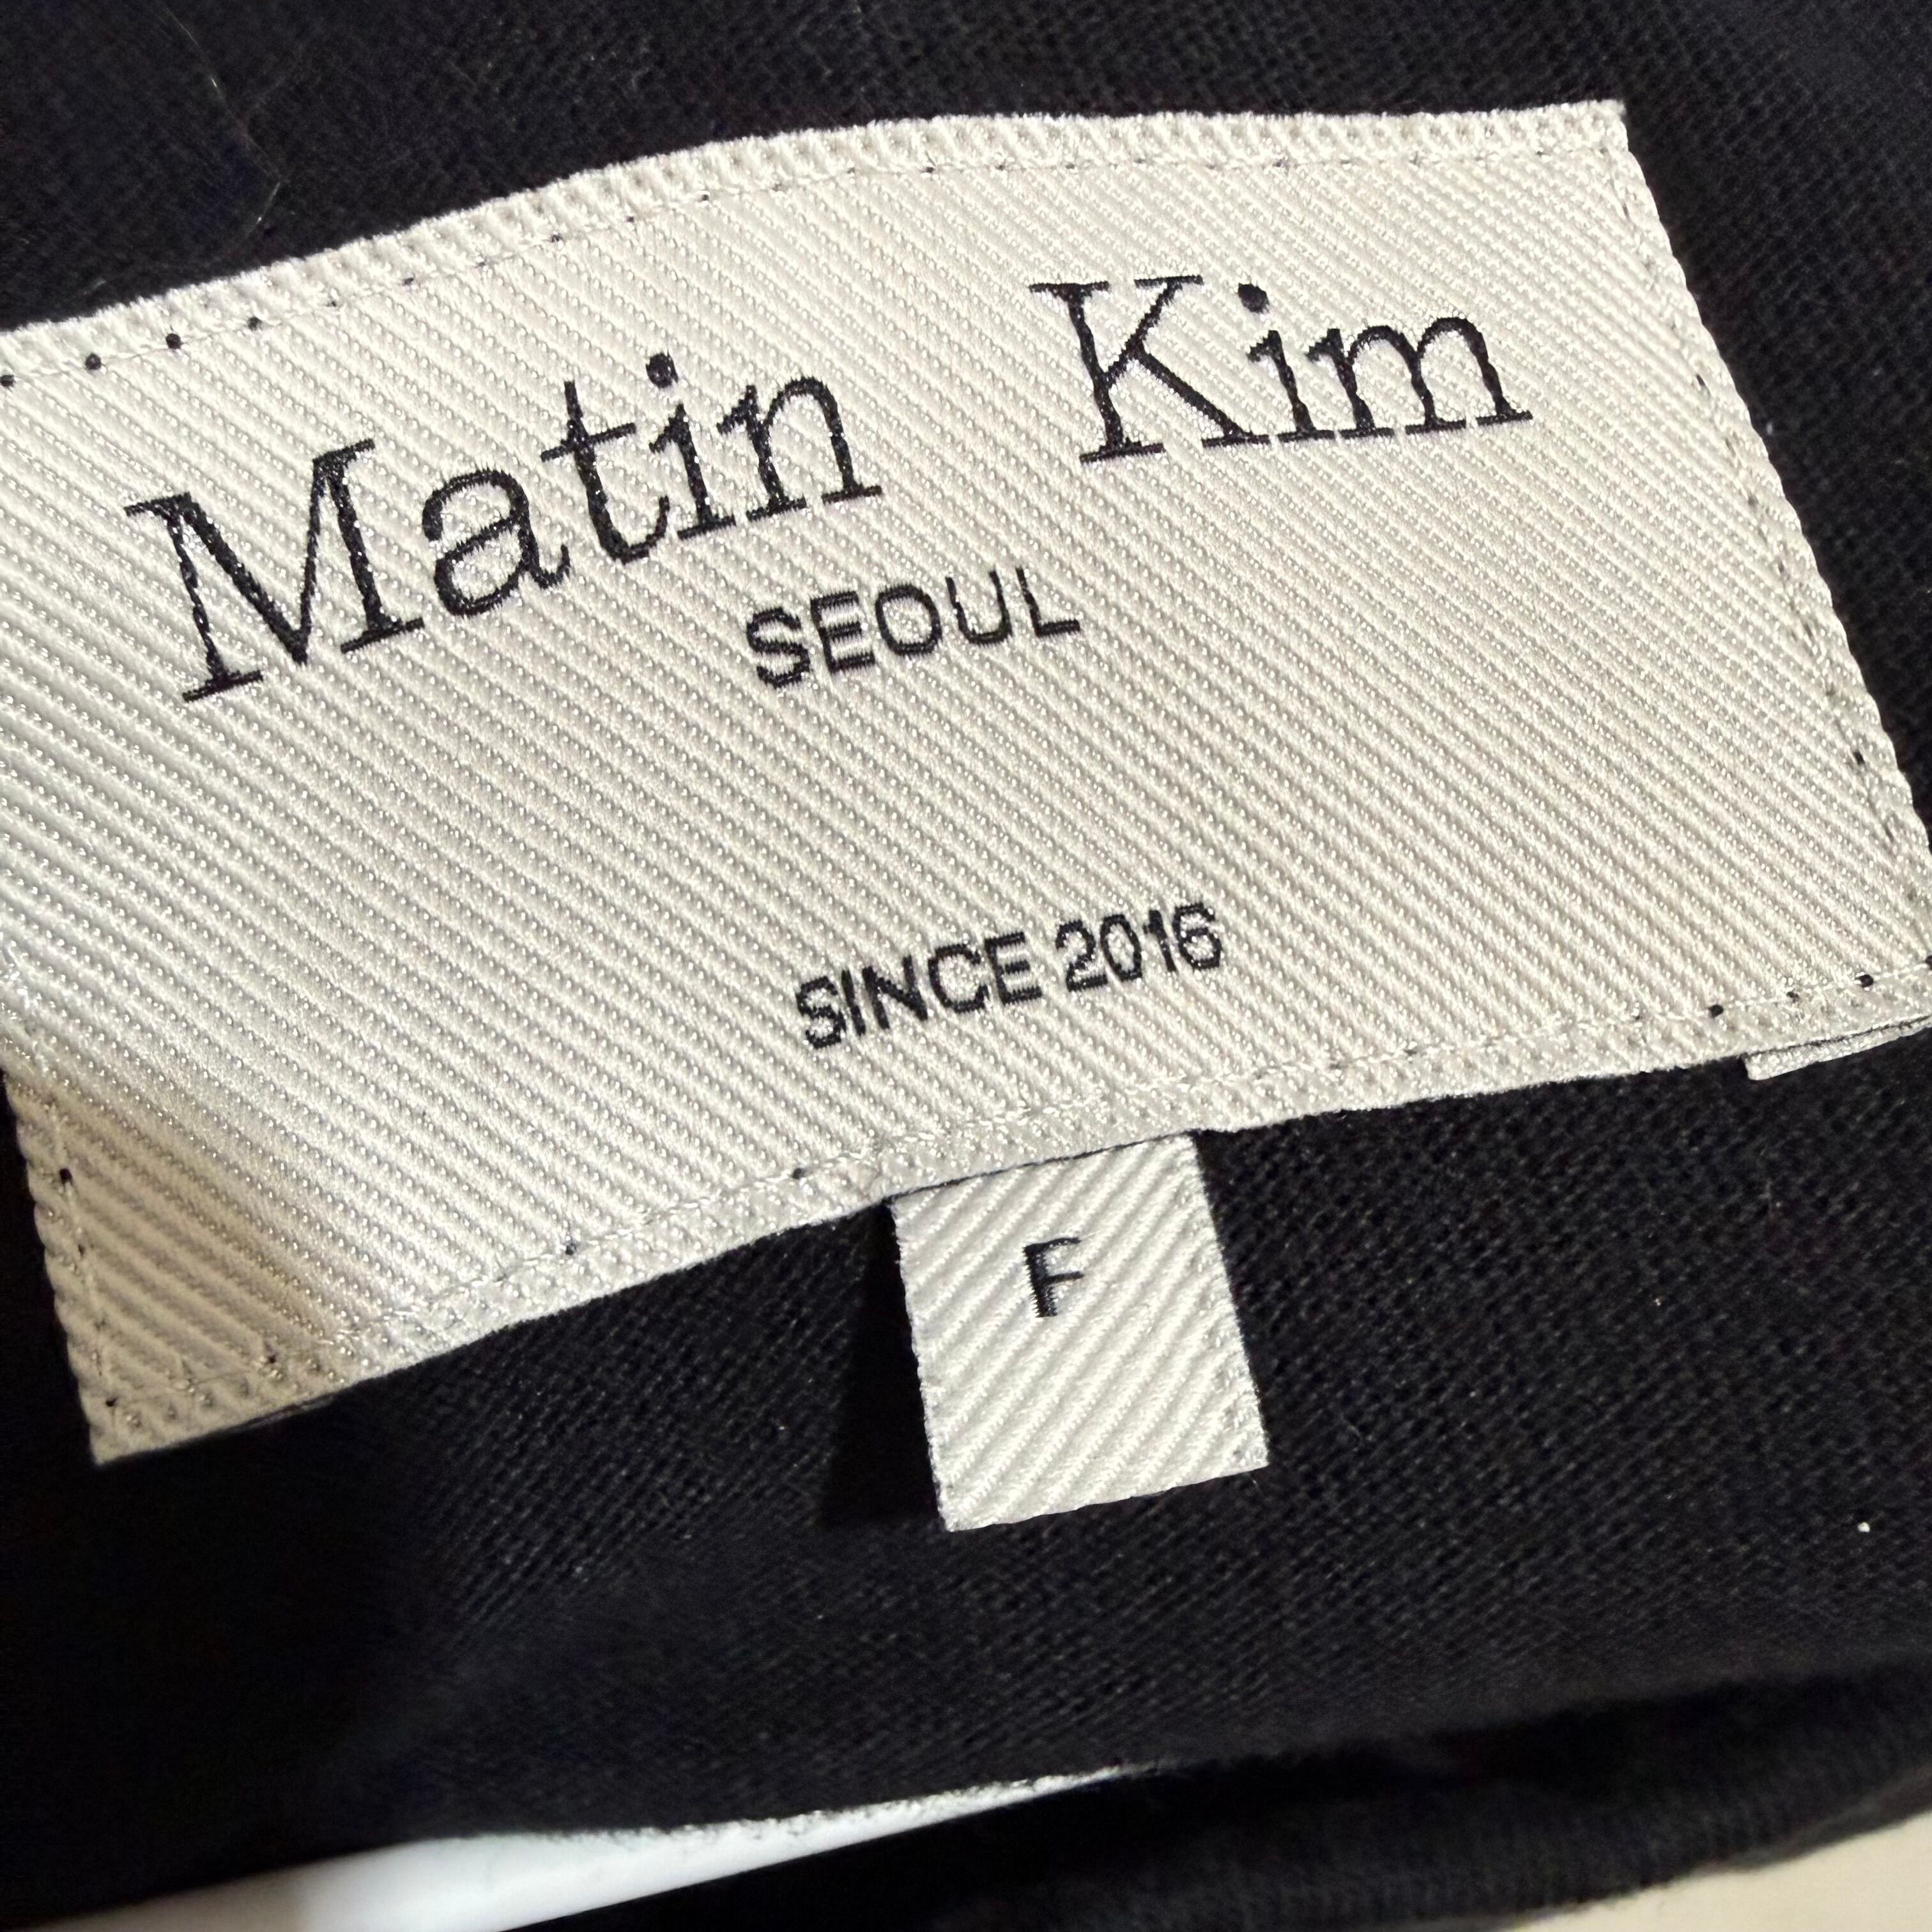 Matin Kim
SEOUL
SINCE 2016
F